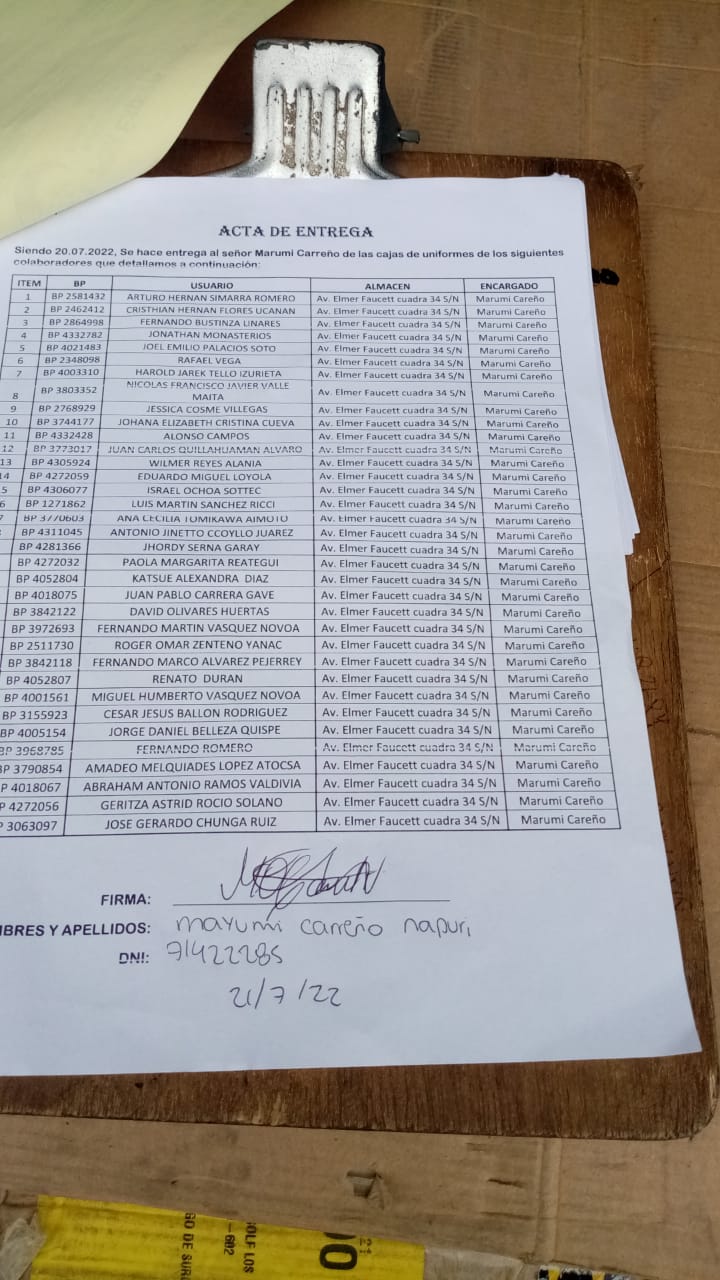 ACTA DE ENTREGA
Siendo 20.07.2022, Se hace entrega al señor Marumi Carreño de las cajas de uniformes de los siguientes
colaboradores que detallamos a continuación:
ITEM BP USUARIO ALMACEN ENCARGADO
1 BP 2581432 ARTURO HERNAN SIMARRA ROMERO Av. Elmer Faucett cuadra 34 S/N Marumi Careño
2 BP 2462412 CRISTHIAN HERNAN FLORES UCANAN Av. Elmer Faucett cuadra 34 S/N Marumi Careño
3 BP 2864998 FERNANDO BUSTINZA LINARES Av. Elmer Faucett cuadra 34 S/N Marumi Careño
4 BP 4332782 JONATHAN MONASTERIOS Av. Elmer Faucett cuadra 34 S/N Marumi Careño
5 BP 4021483 JOEL EMILIO PALACIOS SOTO Av. Elmer Faucett cuadra 34 S/N Marumi Careño
6 BP 2348098 RAFAEL VEGA Av. Elmer Faucett cuadra 34 S/N Marumi Careño
7 BP 4003310 HAROLD JAREK TELLO IZURIETA Av. Elmer Faucett cuadra 34 S/N Marumi Careño
8 BP 3803352 NICOLAS FRANCISCO JAVIER VALLE MAITA Av. Elmer Faucett cuadra 34 S/N Marumi Careño
9 BP 2768929 JESSICA COSME VILLEGAS Av. Elmer Faucett cuadra 34 S/N Marumi Careño
10 BP 3744177 JOHANA ELIZABETH CRISTINA CUEVA Av. Elmer Faucett cuadra 34 S/N Marumi Careño
11 BP 4332428 ALONSO CAMPOS Av. Elmer Faucett cuadra 34 S/N Marumi Careño
12 BP 3773017 JUAN CARLOS QUILLAHUAMAN ALVARO Av. Elmer Faucett cuadra 34 S/N Marumi Careño
13 BP 4305924 WILMER REYES ALANIA Av. Elmer Faucett cuadra 34 S/N Marumi Careño
14 BP 4272059 EDUARDO MIGUEL LOYOLA Av. Elmer Faucett cuadra 34 S/N Marumi Careño
5 BP 4306077 ISRAEL OCHOA SOTTEC Av. Elmer Faucett cuadra 34 S/N Marumi Careño
6 BP 1271862 LUIS MARTIN SANCHEZ RICCI Av. Elmer Faucett cuadra 34 S/N Marumi Careño
BP 3770603 ANA CECILIA TOMIKAWA AIMOTO Av. Elmer Faucett cuadra 34 S/N Marumi Careño
BP 4311045 ANTONIO JINETTO CCOYLLO JUAREZ Av. Elmer Faucett cuadra 34 S/N Marumi Careño
BP 4281366 JHORDY SERNA GARAY Av. Elmer Faucett cuadra 34 S/N Marumi Careño
BP 4272032 PAOLA MARGARITA REATEGUI Av. Elmer Faucett cuadra 34 S/N Marumi Careño
BP 4052804 KATSUE ALEXANDRA DIAZ Av. Elmer Faucett cuadra 34 S/N Marumi Careño
BP 4018075 JUAN PABLO CARRERA GAVE Av. Elmer Faucett cuadra 34 S/N Marumi Careño
BP 3842122 DAVID OLIVARES HUERTAS Av. Elmer Faucett cuadra 34 S/N Marumi Careño
BP 3972693 FERNANDO MARTIN VASQUEZ NOVOA Av. Elmer Faucett cuadra 34 S/N Marumi Careño
BP 2511730 ROGER OMAR ZENTENO YANAC Av. Elmer Faucett cuadra 34 S/N Marumi Careño
BP 3842118 FERNANDO MARCO ALVAREZ PEJERREY Av. Elmer Faucett cuadra 34 S/N Marumi Careño
BP 4052807 RENATO DURAN Av. Elmer Faucett cuadra 34 S/N Marumi Careño
BP 4001561 MIGUEL HUMBERTO VASQUEZ NOVOA Av. Elmer Faucett cuadra 34 S/N Marumi Careño
BP 3155923 CESAR JESUS BALLON RODRIGUEZ Av. Elmer Faucett cuadra 34 S/N Marumi Careño
BP 4005154 JORGE DANIEL BELLEZA QUISPE Av. Elmer Faucett cuadra 34 S/N Marumi Careño
BP 3968785 FERNANDO ROMERO Av. Elmer Faucett cuadra 34 S/N Marumi Careño
P 3790854 AMADEO MELQUIADES LOPEZ ATOCSA Av. Elmer Faucett cuadra 34 S/N Marumi Careño
P 4018067 ABRAHAM ANTONIO RAMOS VALDIVIA Av. Elmer Faucett cuadra 34 S/N Marumi Careño
P 4272056 GERITZA ASTRID ROCIO SOLANO Av. Elmer Faucett cuadra 34 S/N Marumi Careño
P 3063097 JOSE GERARDO CHUNGA RUIZ Av. Elmer Faucett cuadra 34 S/N Marumi Careño
FIRMA:
IBRES Y APELLIDOS: mayumi carreño napuri
DNI: 71422285
21/7/22
OLF LOS
-602
GO DE SUR